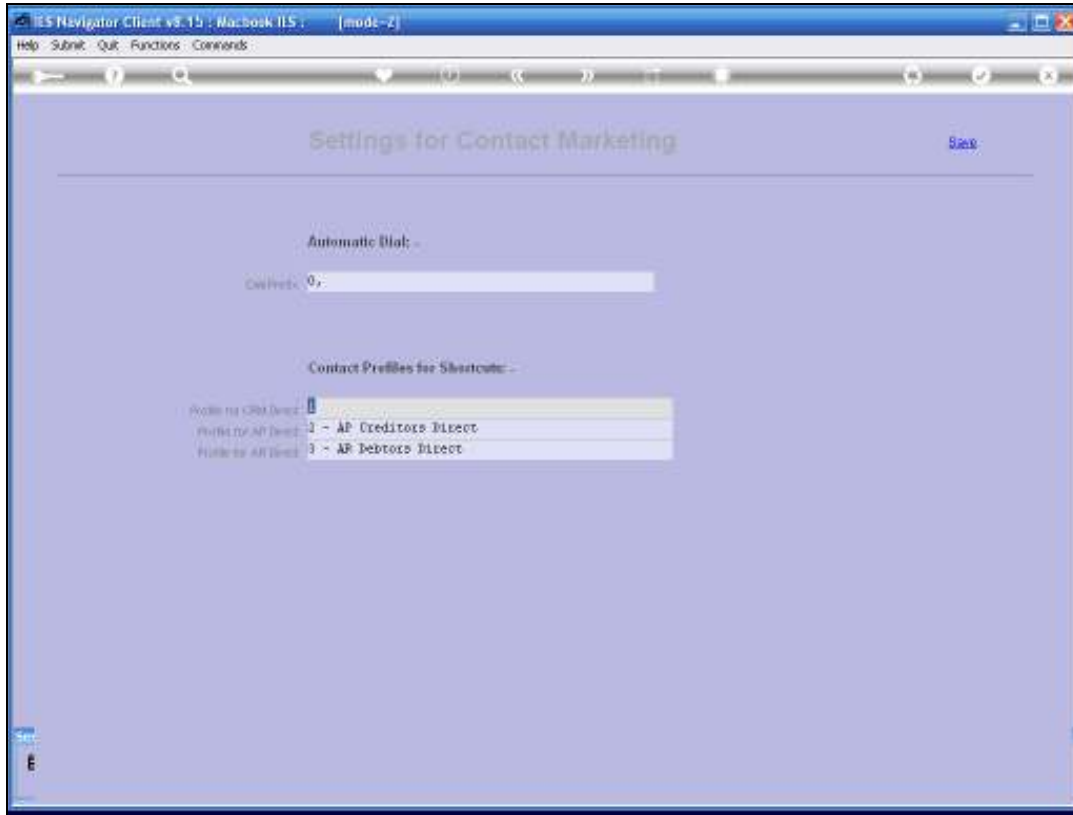 IES Navigator Client v8.15 : Macbook IES : [mode-2]
Help Submit Quit Functions Commands
Settings for Contact Marketing
Save
Automatic Dial: -
0,
Contact Profiles for Shortcuts: -
Profile for CRM Direct 1
Profile for AP Direct 2 - AP Creditors Direct
Profile for AR Direct 3 - AR Debtors Direct